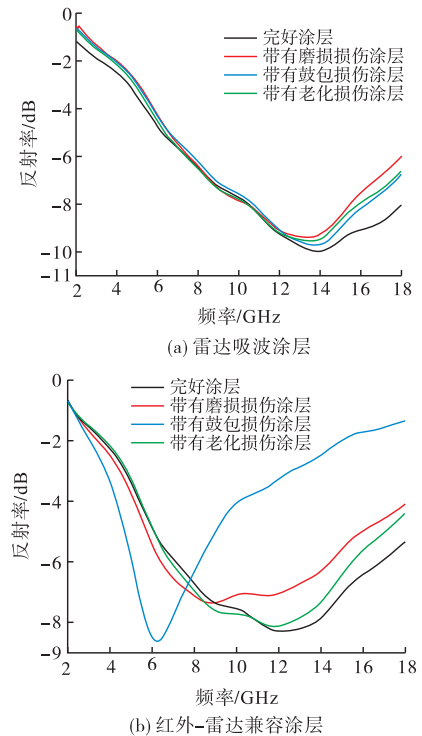 0
-2
-4
-6
-8
-10
-11
反射率/dB
完好涂层
带有磨损损伤涂层
带有鼓包损伤涂层
带有老化损伤涂层
2 4 6 8 10 12 14 16 18
频率/GHz
(a) 雷达吸波涂层
0
-2
-4
-6
-8
-9
反射率/dB
完好涂层
带有磨损损伤涂层
带有鼓包损伤涂层
带有老化损伤涂层
2 4 6 8 10 12 14 16 18
频率/GHz
(b) 红外-雷达兼容涂层